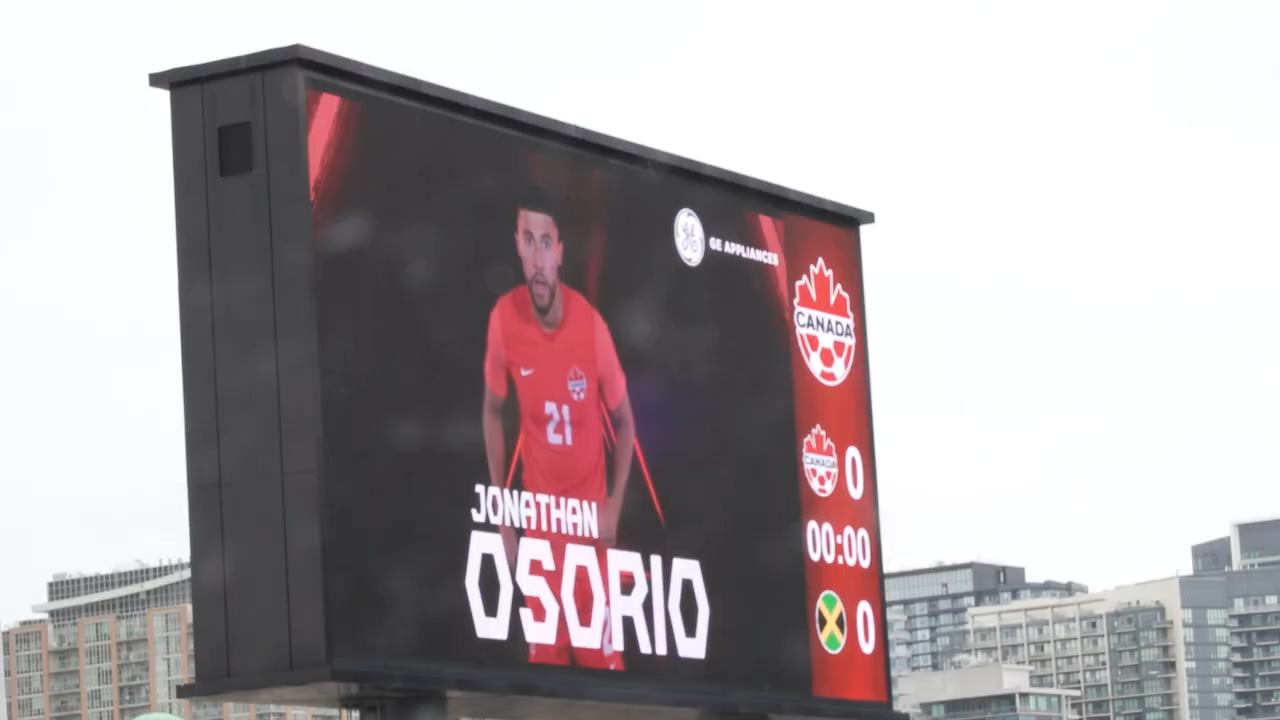 GE APPLIANCES
CANADA
21
CANADA 0
JONATHAN
OSORIO
00:00
0